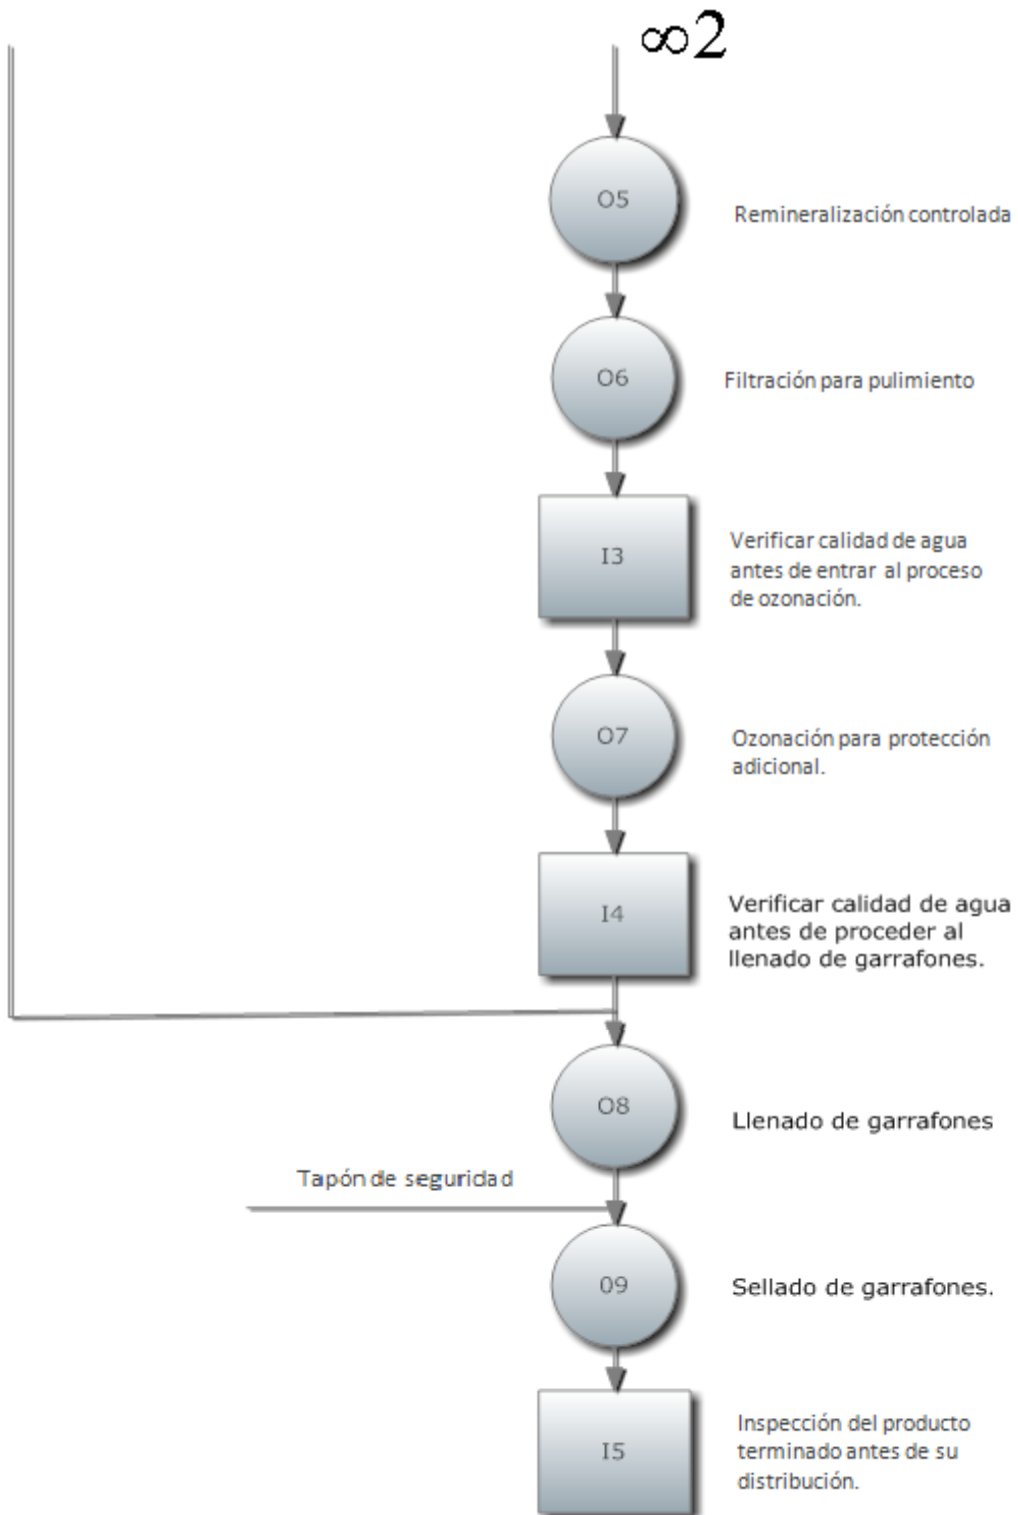 ∞2
O5
Remineralización controlada
O6
Filtración para pulimiento
I3
Verificar calidad de agua
antes de entrar al proceso
de ozonación.
O7
Ozonación para protección
adicional.
I4
Verificar calidad de agua
antes de proceder al
llenado de garrafones.
O8
Llenado de garrafones
Tapón de seguridad
09
Sellado de garrafones.
I5
Inspección del producto
terminado antes de su
distribución.